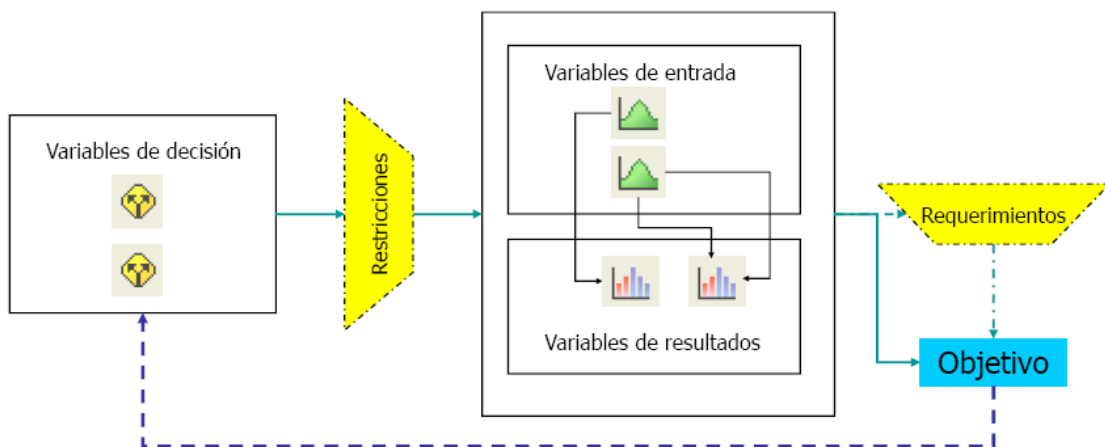 Variables de decisión
Restricciones
Variables de entrada
Variables de resultados
Requerimientos
Objetivo